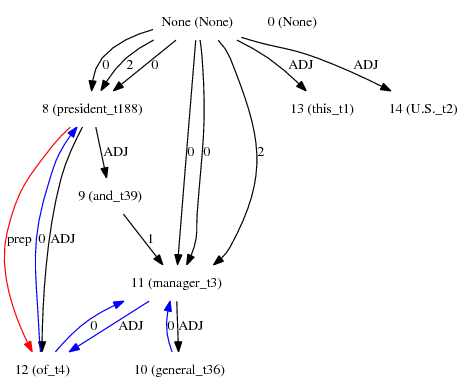 None (None) 0 (None)
0 2 0 ADJ ADJ
8 (president_t188) 13 (this_t1) 14 (U.S._t2)
ADJ 0 0 2
9 (and_t39)
prep 0 ADJ 1
11 (manager_t3)
0 ADJ 0 ADJ
12 (of_t4) 10 (general_t36)